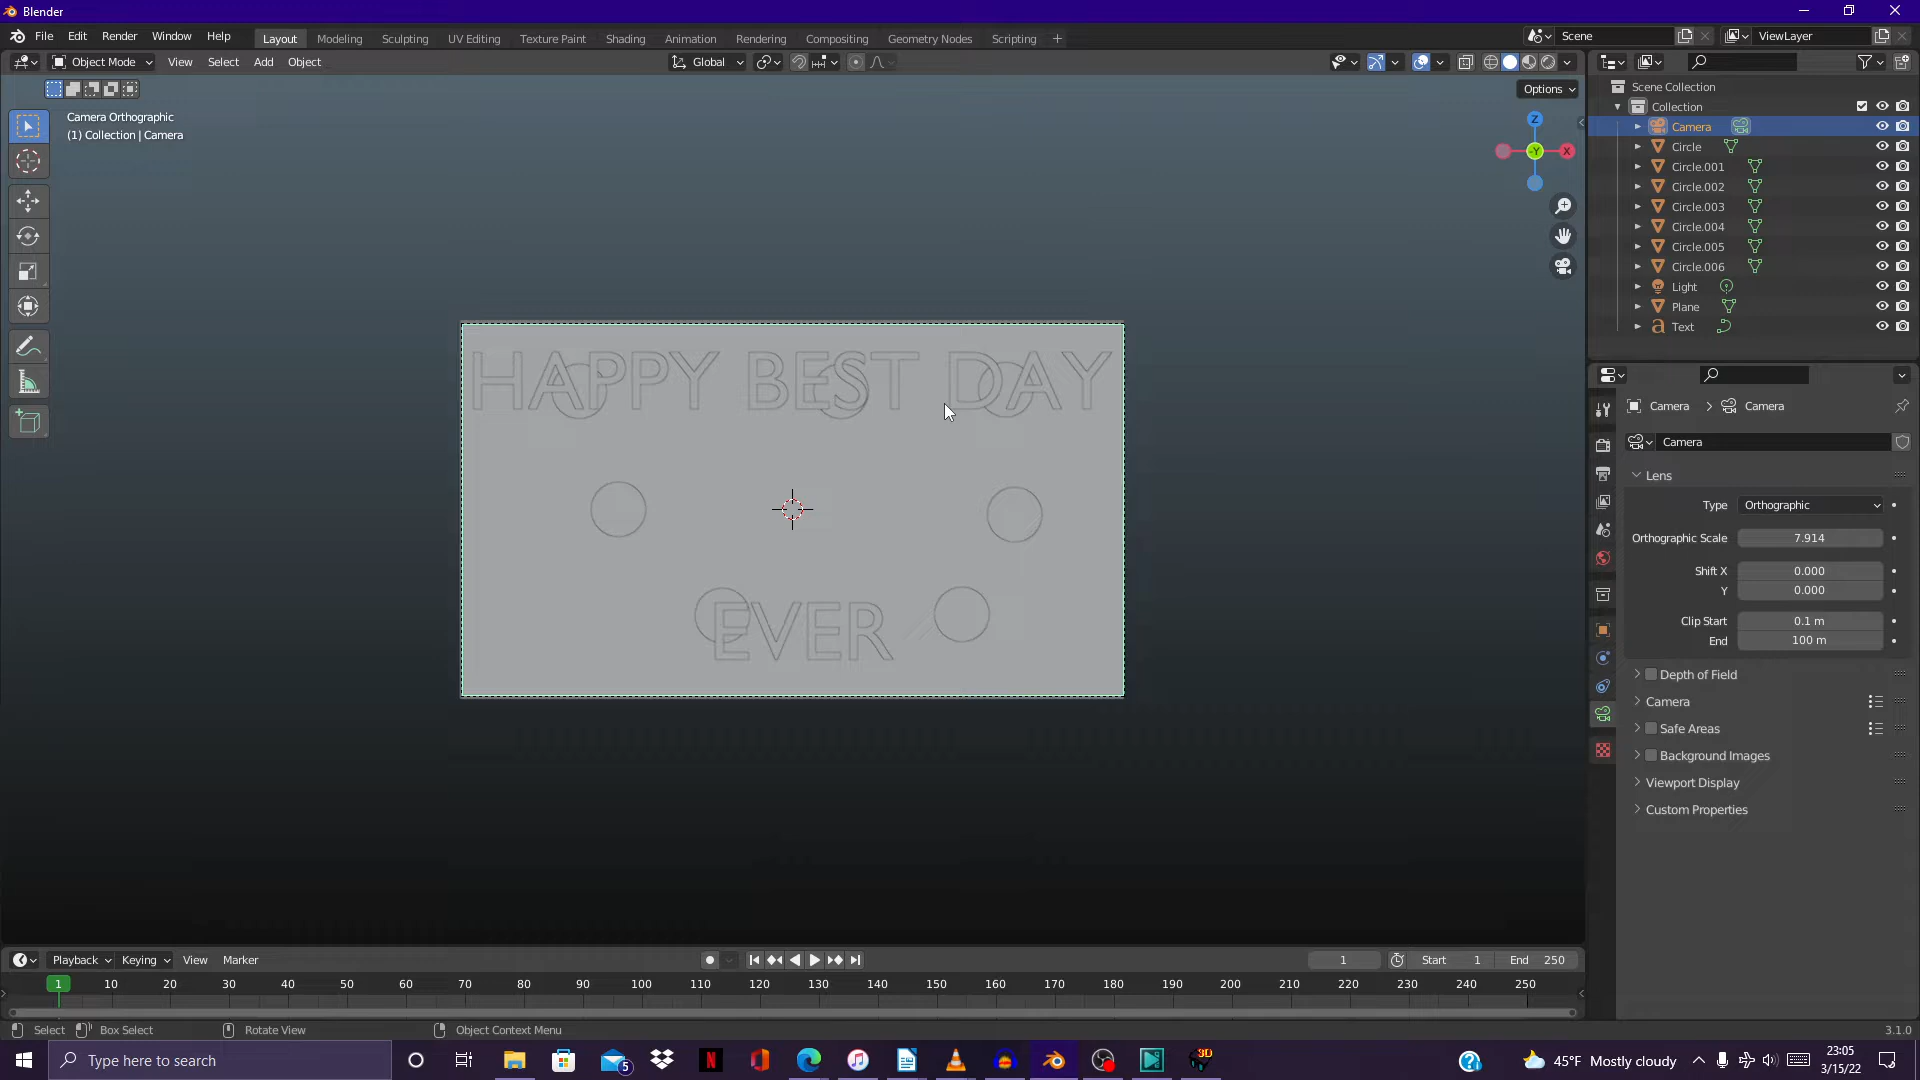 Blender
File Edit Render Window Help Layout Modeling Sculpting UV Editing Texture Paint Shading Animation Rendering Compositing Geometry Nodes Scripting + Scene ViewLayer
Object Mode View Select Add Object Global
Options
Camera Orthographic
(1) Collection | Camera
Z
-Y
X
HAPPY BEST DAY
EVER
Scene Collection
Collection
Camera
Circle
Circle.001
Circle.002
Circle.003
Circle.004
Circle.005
Circle.006
Light
Plane
Text
Camera > Camera
Camera
Lens
Type Orthographic
Orthographic Scale 7.914
Shift X 0.000
Y 0.000
Clip Start 0.1 m
End 100 m
Depth of Field
Camera
Safe Areas
Background Images
Viewport Display
Custom Properties
Playback Keying View Marker 1 Start 1 End 250
1 10 20 30 40 50 60 70 80 90 100 110 120 130 140 150 160 170 180 190 200 210 220 230 240 250
Select Box Select Rotate View Object Context Menu 3.1.0
Type here to search 5 3D 45°F Mostly cloudy 23:05
3/15/22